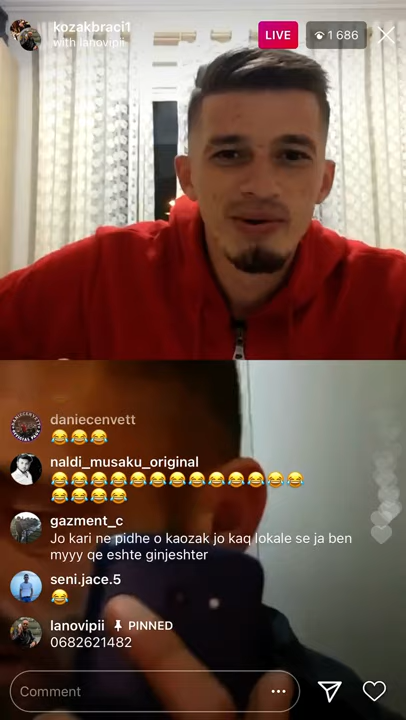 kozakbraci1
with lanovipii
LIVE
1 686
daniecenvett
😂😂😂
naldi_musaku_original
😂😂😂😂😂😂😂😂😂😂😂😂😂
😂😂😂😂
gazment_c
Jo kari ne pidhe o kaozak jo kaq lokale se ja ben
myyy qe eshte ginjeshter
seni.jace.5
😂
lanovipii 📌 PINNED
0682621482
Comment